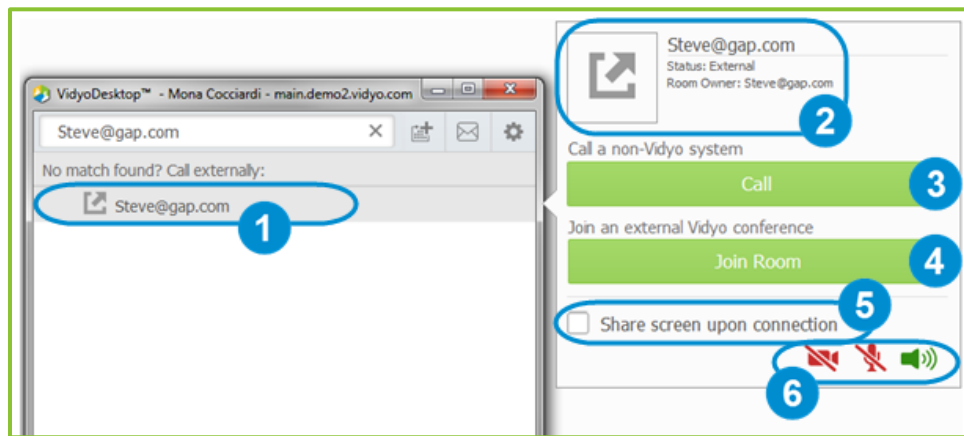 VidyoDesktop™ - Mona Cocciardi - main.demo2.vidyo.com
Steve@gap.com
No match found? Call externally:
Steve@gap.com
1
Steve@gap.com
Status: External
Room Owner: Steve@gap.com
2
Call a non-Vidyo system
Call
3
Join an external Vidyo conference
Join Room
4
5
Share screen upon connection
6